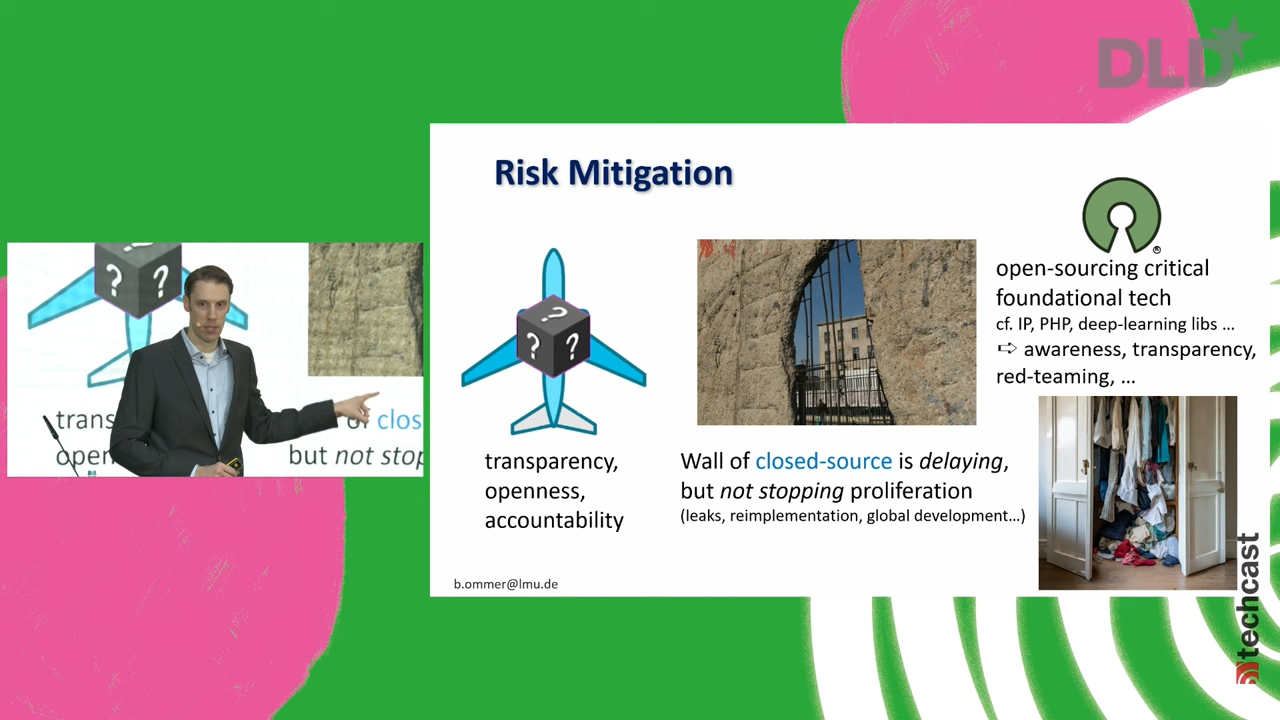 DLD
Risk Mitigation
?
? ?
transparency,
openness,
accountability
Wall of closed-source is delaying,
but not stopping proliferation
(leaks, reimplementation, global development…)
®
open-sourcing critical
foundational tech
cf. IP, PHP, deep-learning libs …
⇨ awareness, transparency,
red-teaming, …
b.ommer@lmu.de
?
? ?
trans of clos
open but not stop
techcast